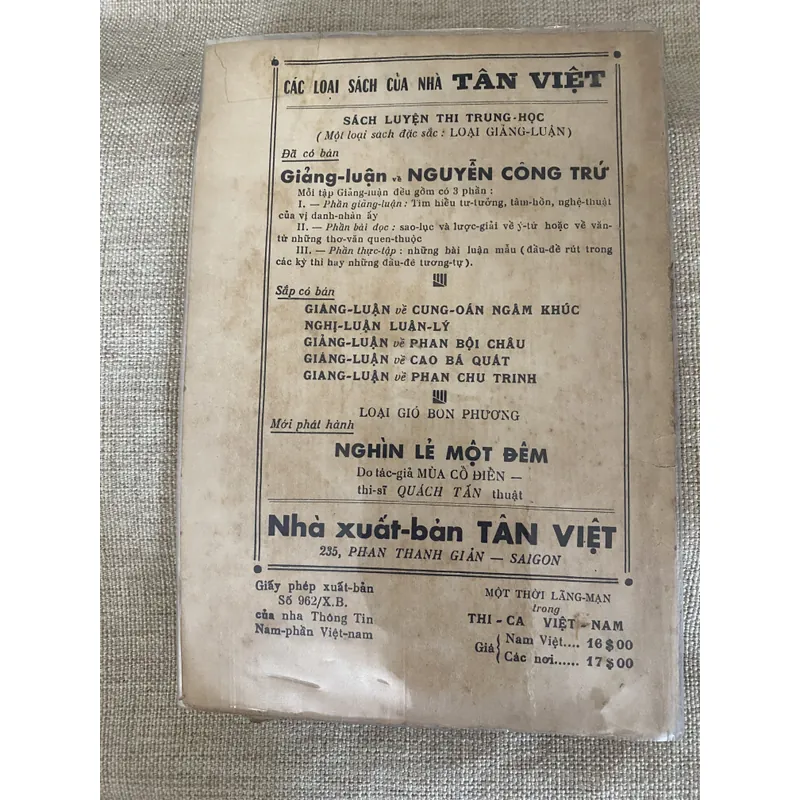 CÁC LOẠI SÁCH CỦA NHÀ TÂN VIỆT
SÁCH LUYỆN THI TRUNG-HỌC
(Một loại sach đặc sắc : LOẠI GIẢNG-LUẬN)
Đã có bán
Giảng-luận về NGUYỄN CÔNG TRỨ
Mỗi tập Giảng-luận đều gồm có 3 phần :
I. — Phần giảng-luận : Tìm hiểu tư-tưởng, tâm-hồn, nghệ-thuật
của vị danh-nhân ấy
II. — Phần bài đọc : sao-lục và lược-giải về ý-tứ hoặc về văn-
từ những thơ-văn quen-thuộc
III. — Phần thực-tập : những bài luận mẫu (đầu-đề rút trong
các kỳ thi hay những đầu-đê tương-tự).
Sắp có bán
GIẢNG-LUẬN về CUNG-OÁN NGÂM KHÚC
NGHỊ-LUẬN LUÂN-LÝ
GIẢNG-LUẬN về PHAN BỘI CHÂU
GIẢNG-LUẬN về CAO BÁ QUÁT
GIANG-LUẬN về PHAN CHU TRINH
LOẠI GIÓ BON PHƯƠNG
Mới phát hành
NGHÌN LẺ MỘT ĐÊM
Do tác-giả MÙA CỔ ĐIỂN —
thi-sĩ QUÁCH TẤN thuật
Nhà xuất-bản TÂN VIỆT
235, PHAN THANH GIẢN — SAIGON
Giấy phép xuất-bản
Số 962/X.B.
của nha Thông Tin
Nam-phần Việt-nam
MỘT THỜI LÃNG-MẠN
trong
THI-CA VIỆT-NAM
Giá { Nam Việt.... 16$00
{ Các nơi...... 17$00